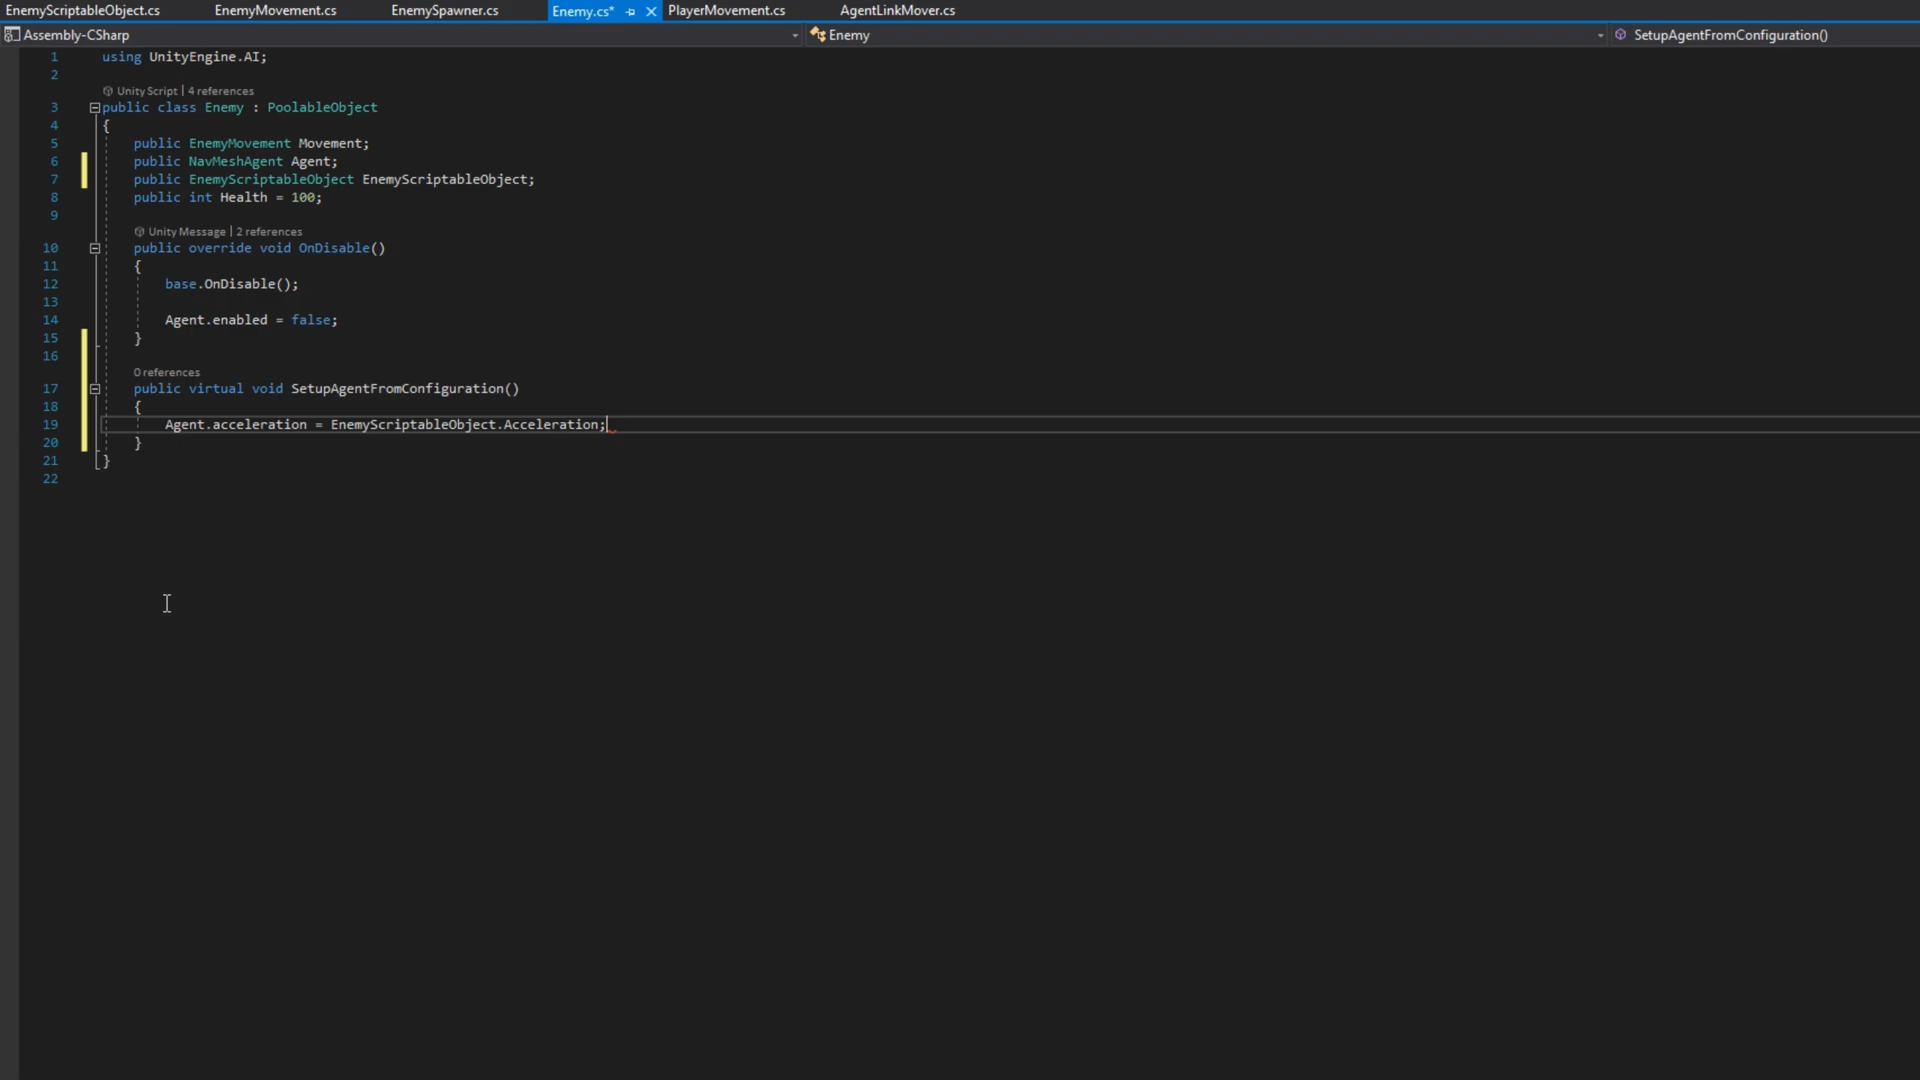 EnemyScriptableObject.cs EnemyMovement.cs EnemySpawner.cs Enemy.cs* PlayerMovement.cs AgentLinkMover.cs
Assembly-CSharp Enemy SetupAgentFromConfiguration()
1 using UnityEngine.AI;
2
Unity Script | 4 references
3 public class Enemy : PoolableObject
4 {
5 public EnemyMovement Movement;
6 public NavMeshAgent Agent;
7 public EnemyScriptableObject EnemyScriptableObject;
8 public int Health = 100;
9
Unity Message | 2 references
10 public override void OnDisable()
11 {
12 base.OnDisable();
13
14 Agent.enabled = false;
15 }
16
0 references
17 public virtual void SetupAgentFromConfiguration()
18 {
19 Agent.acceleration = EnemyScriptableObject.Acceleration;
20 }
21 }
22